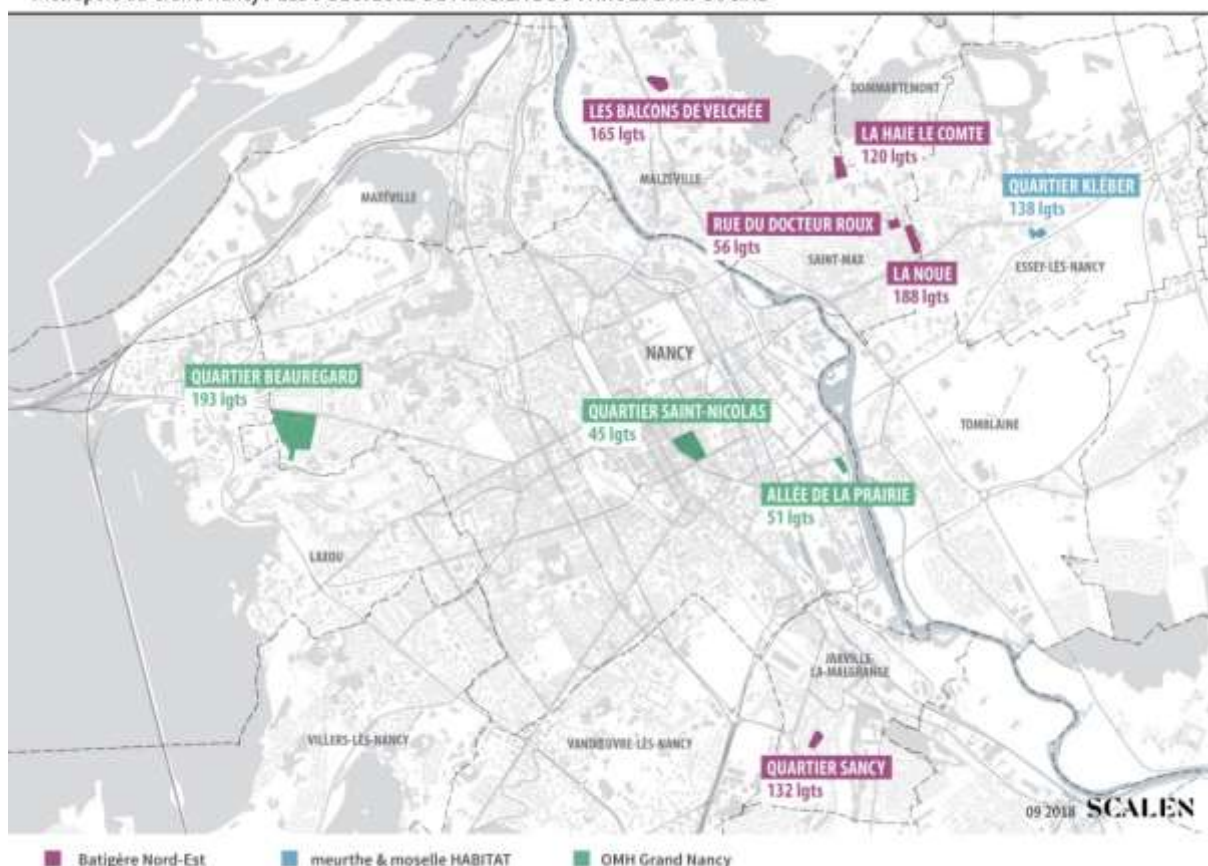 LES BALCONS DE VELCHÉE
165 lgts
DOMMARTEMONT
LA HAIE LE COMTE
120 lgts
MALZÉVILLE
MAXÉVILLE
QUARTIER KLÉBER
138 lgts
RUE DU DOCTEUR ROUX
56 lgts
SAINT-MAX
LA NOUE
188 lgts
ESSEY-LÈS-NANCY
NANCY
QUARTIER BEAUREGARD
193 lgts
QUARTIER SAINT-NICOLAS
45 lgts
TOMBLAINE
ALLÉE DE LA PRAIRIE
51 lgts
LAXOU
JARVILLE-
LA-MALGRANGE
VILLERS-LÈS-NANCY
VANDŒUVRE-LÈS-NANCY
QUARTIER SANCY
132 lgts
09 2018 SCALEN
Batigère Nord-Est
meurthe & moselle HABITAT
OMH Grand Nancy